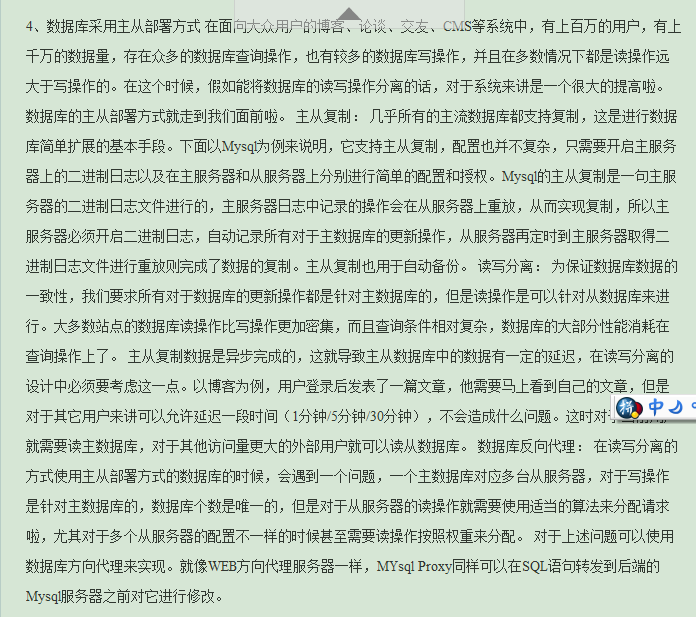 4、数据库采用主从部署方式 在面向大众用户的博客、论谈、交友、CMS等系统中，有上百万的用户，有上
千万的数据量，存在众多的数据库查询操作，也有较多的数据库写操作，并且在多数情况下都是读操作远
大于写操作的。在这个时候，假如能将数据库的读写操作分离的话，对于系统来讲是一个很大的提高啦。
数据库的主从部署方式就走到我们面前啦。 主从复制： 几乎所有的主流数据库都支持复制，这是进行数据
库简单扩展的基本手段。下面以Mysql为例来说明，它支持主从复制，配置也并不复杂，只需要开启主服务
器上的二进制日志以及在主服务器和从服务器上分别进行简单的配置和授权。Mysql的主从复制是一句主服
务器的二进制日志文件进行的，主服务器日志中记录的操作会在从服务器上重放，从而实现复制，所以主
服务器必须开启二进制日志，自动记录所有对于主数据库的更新操作，从服务器再定时到主服务器取得二
进制日志文件进行重放则完成了数据的复制。主从复制也用于自动备份。 读写分离： 为保证数据库数据的
一致性，我们要求所有对于数据库的更新操作都是针对主数据库的，但是读操作是可以针对从数据库来进
行。大多数站点的数据库读操作比写操作更加密集，而且查询条件相对复杂，数据库的大部分性能消耗在
查询操作上了。 主从复制数据是异步完成的，这就导致主从数据库中的数据有一定的延迟，在读写分离的
设计中必须要考虑这一点。以博客为例，用户登录后发表了一篇文章，他需要马上看到自己的文章，但是
对于其它用户来讲可以允许延迟一段时间（1分钟/5分钟/30分钟），不会造成什么问题。这时对于
中
就需要读主数据库，对于其他访问量更大的外部用户就可以读从数据库。 数据库反向代理： 在读写分离的
方式使用主从部署方式的数据库的时候，会遇到一个问题，一个主数据库对应多台从服务器，对于写操作
是针对主数据库的，数据库个数是唯一的，但是对于从服务器的读操作就需要使用适当的算法来分配请求
啦，尤其对于多个从服务器的配置不一样的时候甚至需要读操作按照权重来分配。 对于上述问题可以使用
数据库方向代理来实现。就像WEB方向代理服务器一样，MYsql Proxy同样可以在SQL语句转发到后端的
Mysql服务器之前对它进行修改。